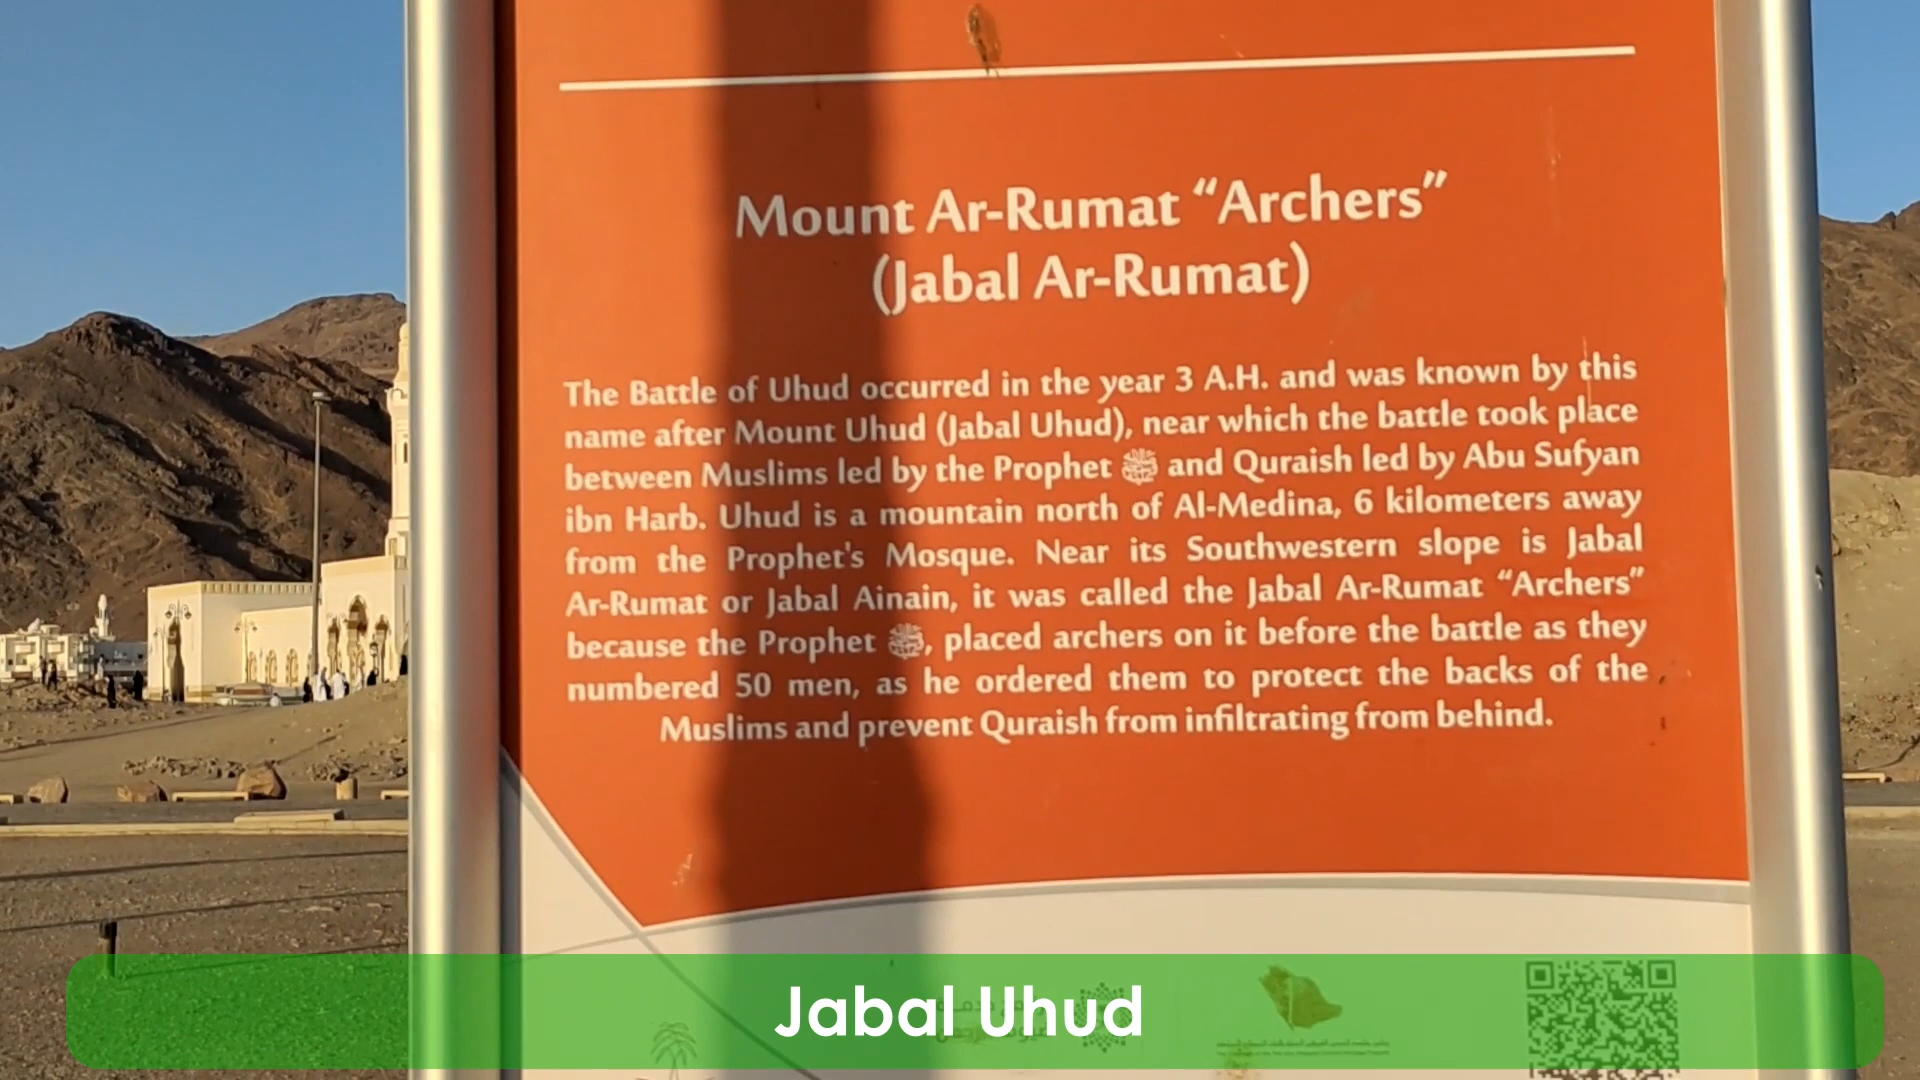 Mount Ar-Rumat “Archers”
(Jabal Ar-Rumat)
The Battle of Uhud occurred in the year 3 A.H. and was known by this
name after Mount Uhud (Jabal Uhud), near which the battle took place
between Muslims led by the Prophet ﷺ and Quraish led by Abu Sufyan
ibn Harb. Uhud is a mountain north of Al-Medina, 6 kilometers away
from the Prophet's Mosque. Near its Southwestern slope is Jabal
Ar-Rumat or Jabal Ainain, it was called the Jabal Ar-Rumat “Archers”
because the Prophet ﷺ, placed archers on it before the battle as they
numbered 50 men, as he ordered them to protect the backs of the
Muslims and prevent Quraish from infiltrating from behind.
Jabal Uhud